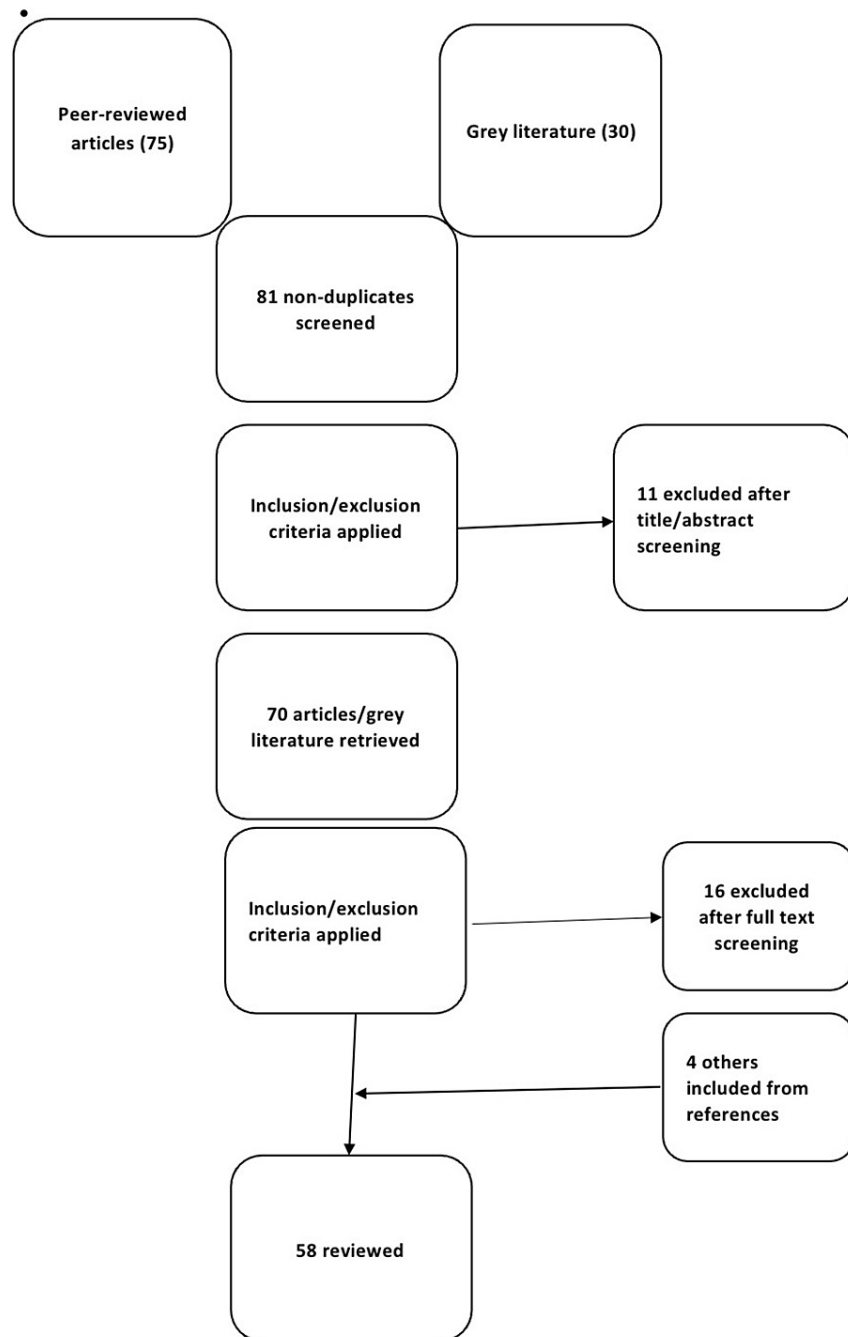 Peer-reviewed
articles (75)
Grey literature (30)
81 non-duplicates
screened
Inclusion/exclusion
criteria applied
11 excluded after
title/abstract
screening
70 articles/grey
literature retrieved
Inclusion/exclusion
criteria applied
16 excluded
after full text
screening
4 others
included from
references
58 reviewed